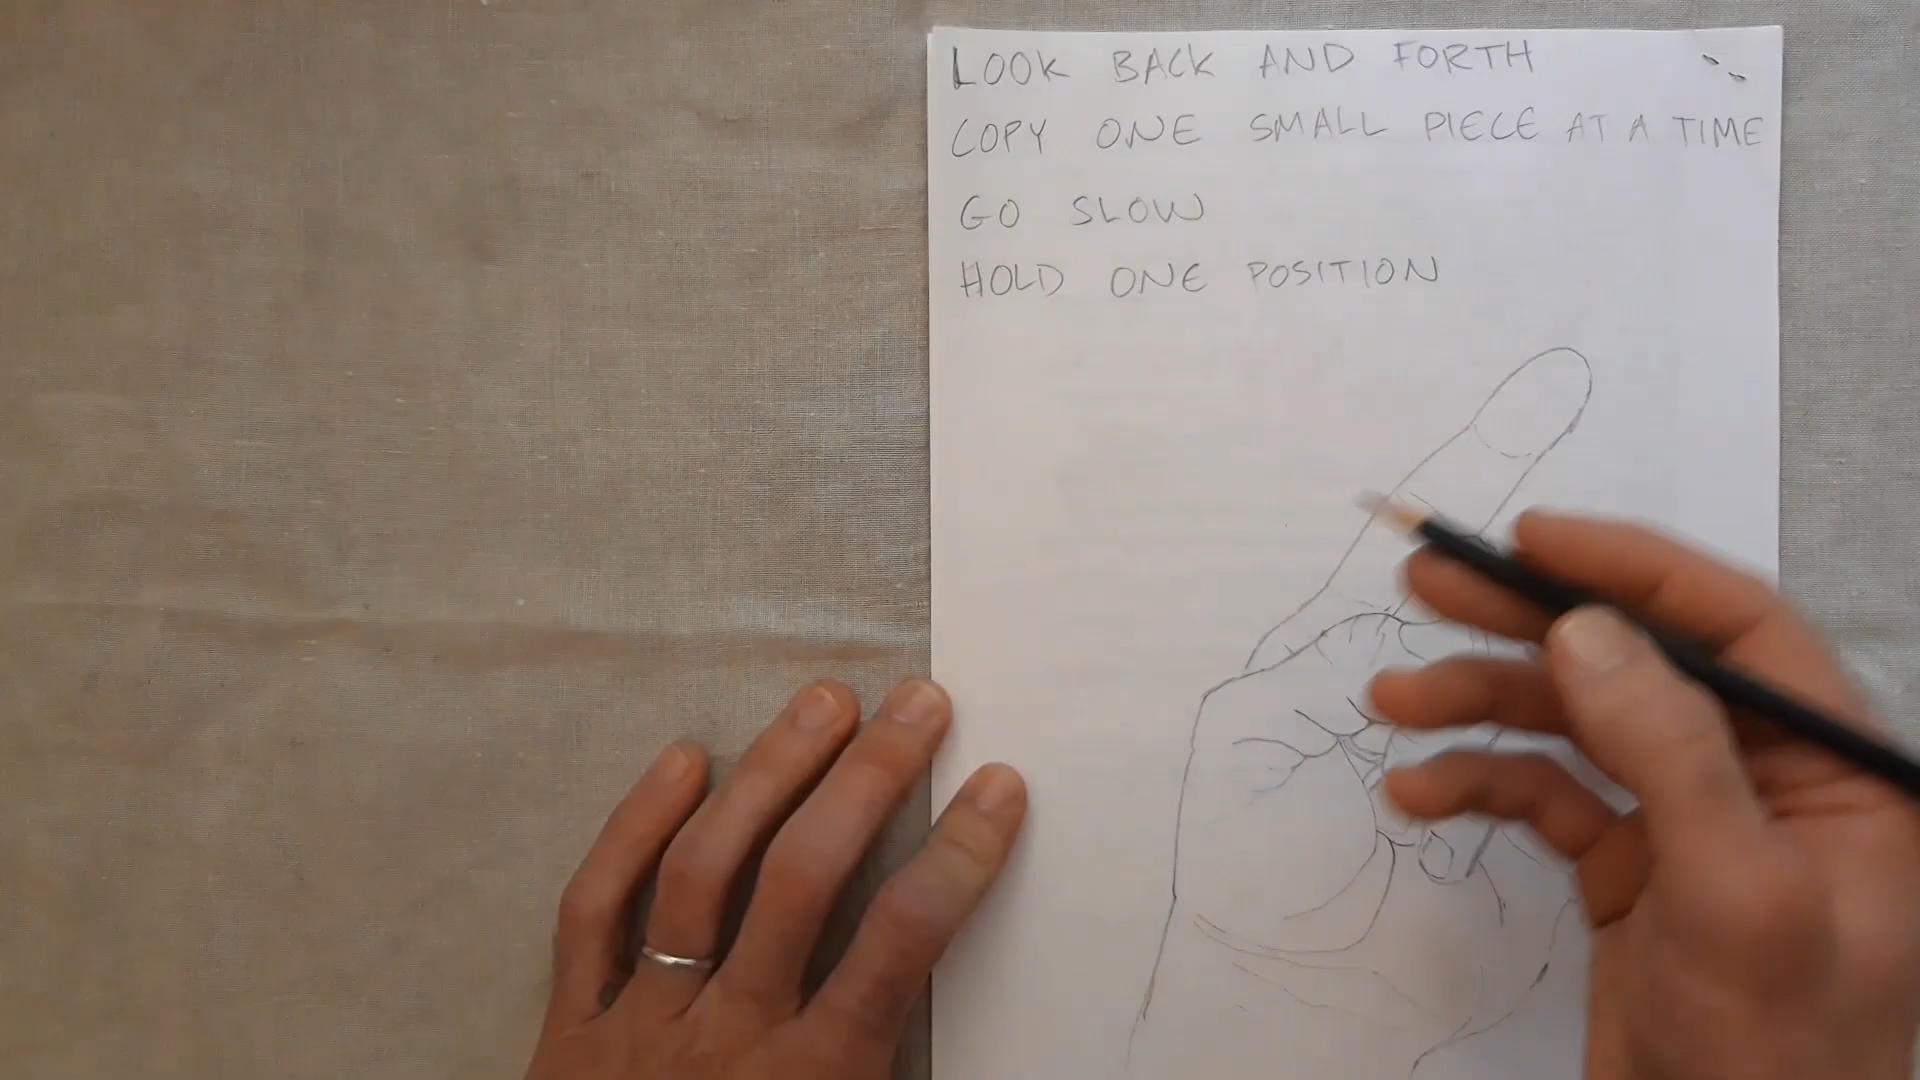 LOOK BACK AND FORTH
COPY ONE SMALL PIECE AT A TIME
GO SLOW
HOLD ONE POSITION